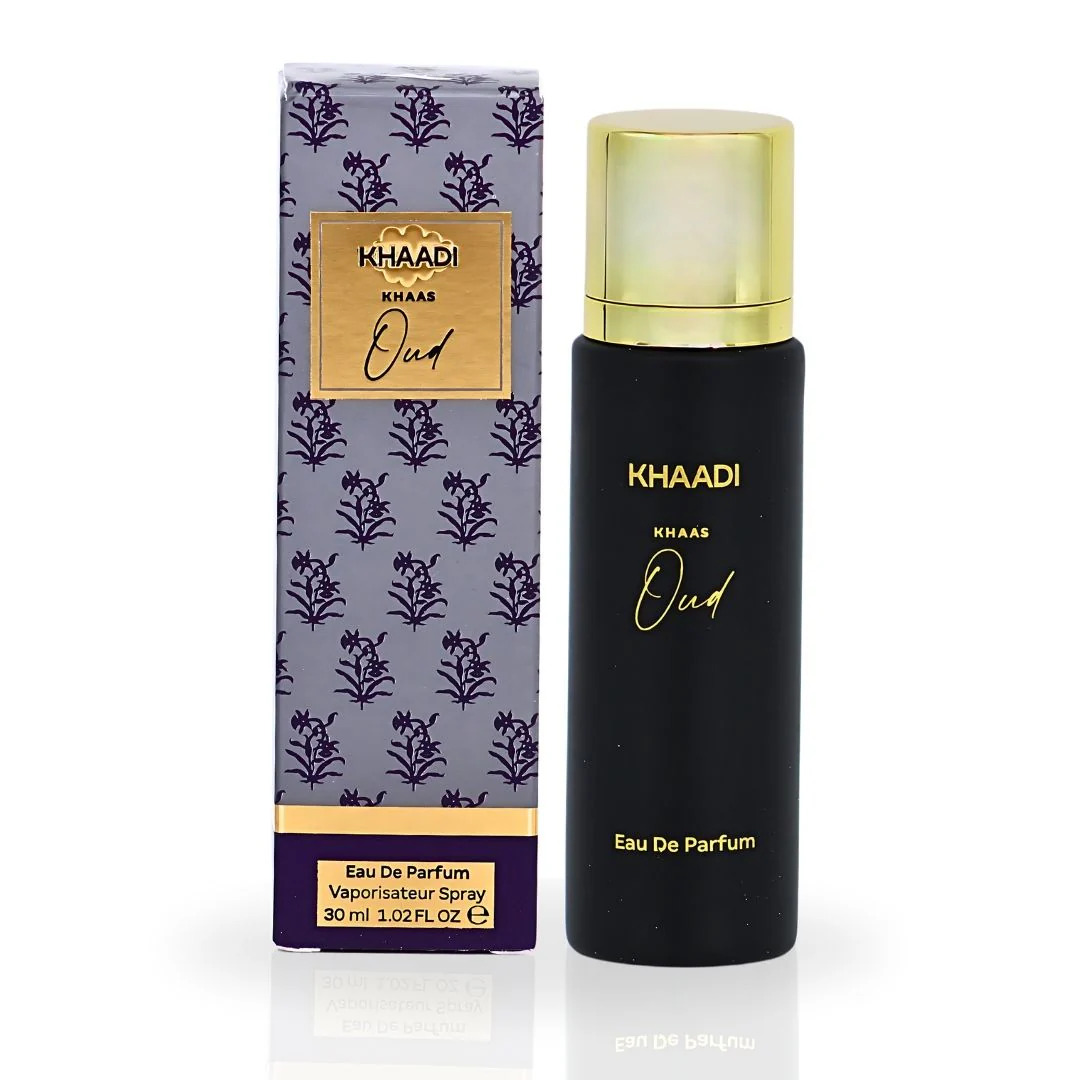 KHAADI
KHAAS
Oud
Eau De Parfum
Vaporisateur Spray
30 ml 1.02 FL OZ ℮
KHAADI
KHAAS
Oud
Eau De Parfum